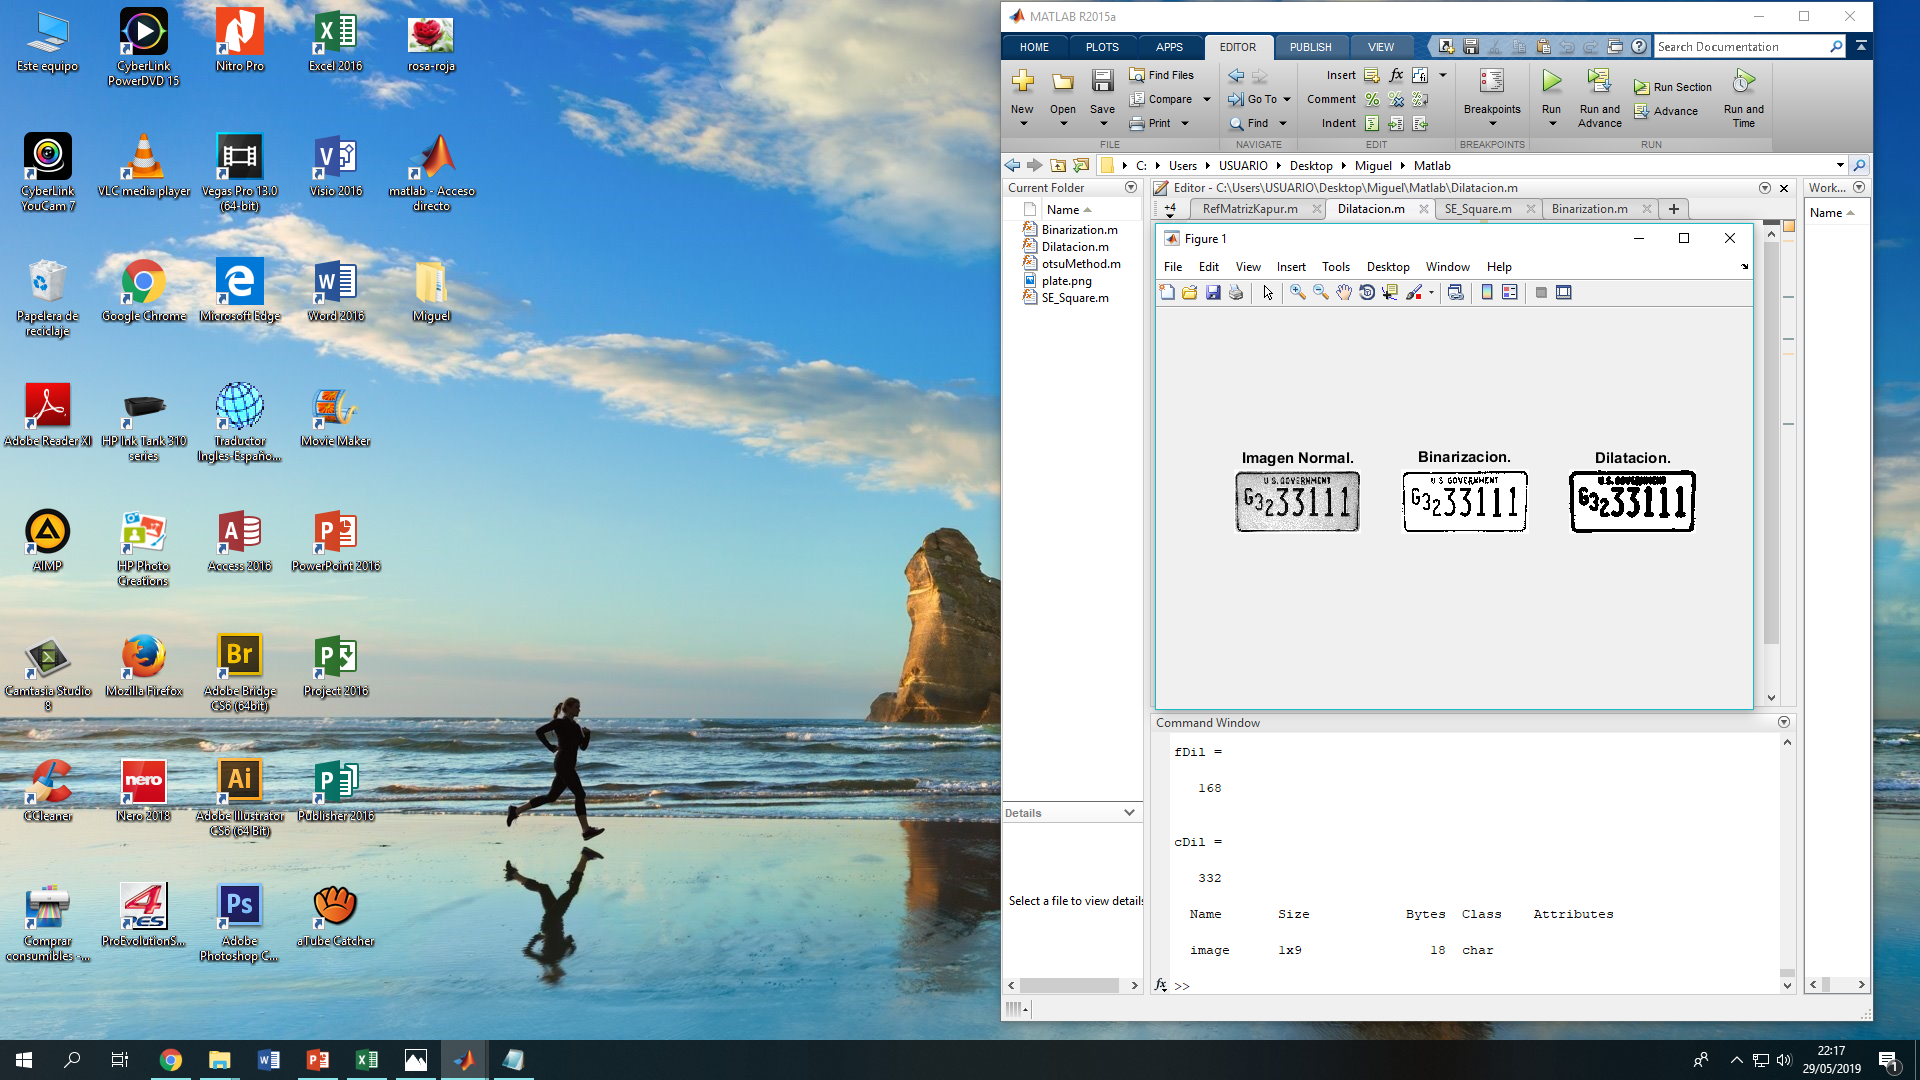 Este equipo
CyberLink PowerDVD 15
Nitro Pro
Excel 2016
rosa-roja
CyberLink YouCam 7
VLC media player
Vegas Pro 13.0 (64-bit)
Visio 2016
matlab - Acceso directo
Papelera de reciclaje
Google Chrome
Microsoft Edge
Word 2016
Miguel
Adobe Reader XI
HP Ink Tank 310 series
Traductor Ingles-Españo...
Movie Maker
AIMP
HP Photo Creations
Access 2016
PowerPoint 2016
Camtasia Studio 8
Mozilla Firefox
Adobe Bridge CS6 (64bit)
Project 2016
CCleaner
Nero 2018
Adobe Illustrator CS6 (64 Bit)
Publisher 2016
Comprar consumibles -...
ProEvolutionS...
Adobe Photoshop C...
aTube Catcher
MATLAB R2015a
HOME PLOTS APPS EDITOR PUBLISH VIEW
Search Documentation
New Open Save
Find Files
Compare
Print
Go To
Find
Insert
Comment
Indent
Breakpoints
Run
Run and Advance
Run Section
Advance
Run and Time
FILE NAVIGATE EDIT BREAKPOINTS RUN
C: Users USUARIO Desktop Miguel Matlab
Current Folder
Name
Binarization.m
Dilatacion.m
otsuMethod.m
plate.png
SE_Square.m
Details
Select a file to view details
Editor - C:\Users\USUARIO\Desktop\Miguel\Matlab\Dilatacion.m
+4 RefMatrizKapur.m Dilatacion.m SE_Square.m Binarization.m
Work...
Name
Figure 1
File Edit View Insert Tools Desktop Window Help
Imagen Normal. Binarizacion. Dilatacion.
U.S. GOVERNMENT U S GOVERNMENT U.S. GOVERNMENT
G3233111 G3233111 G3233111
Command Window
fDil =
168
cDil =
332
Name Size Bytes Class Attributes
image 1x9 18 char
fx >>
22:17
29/05/2019
1